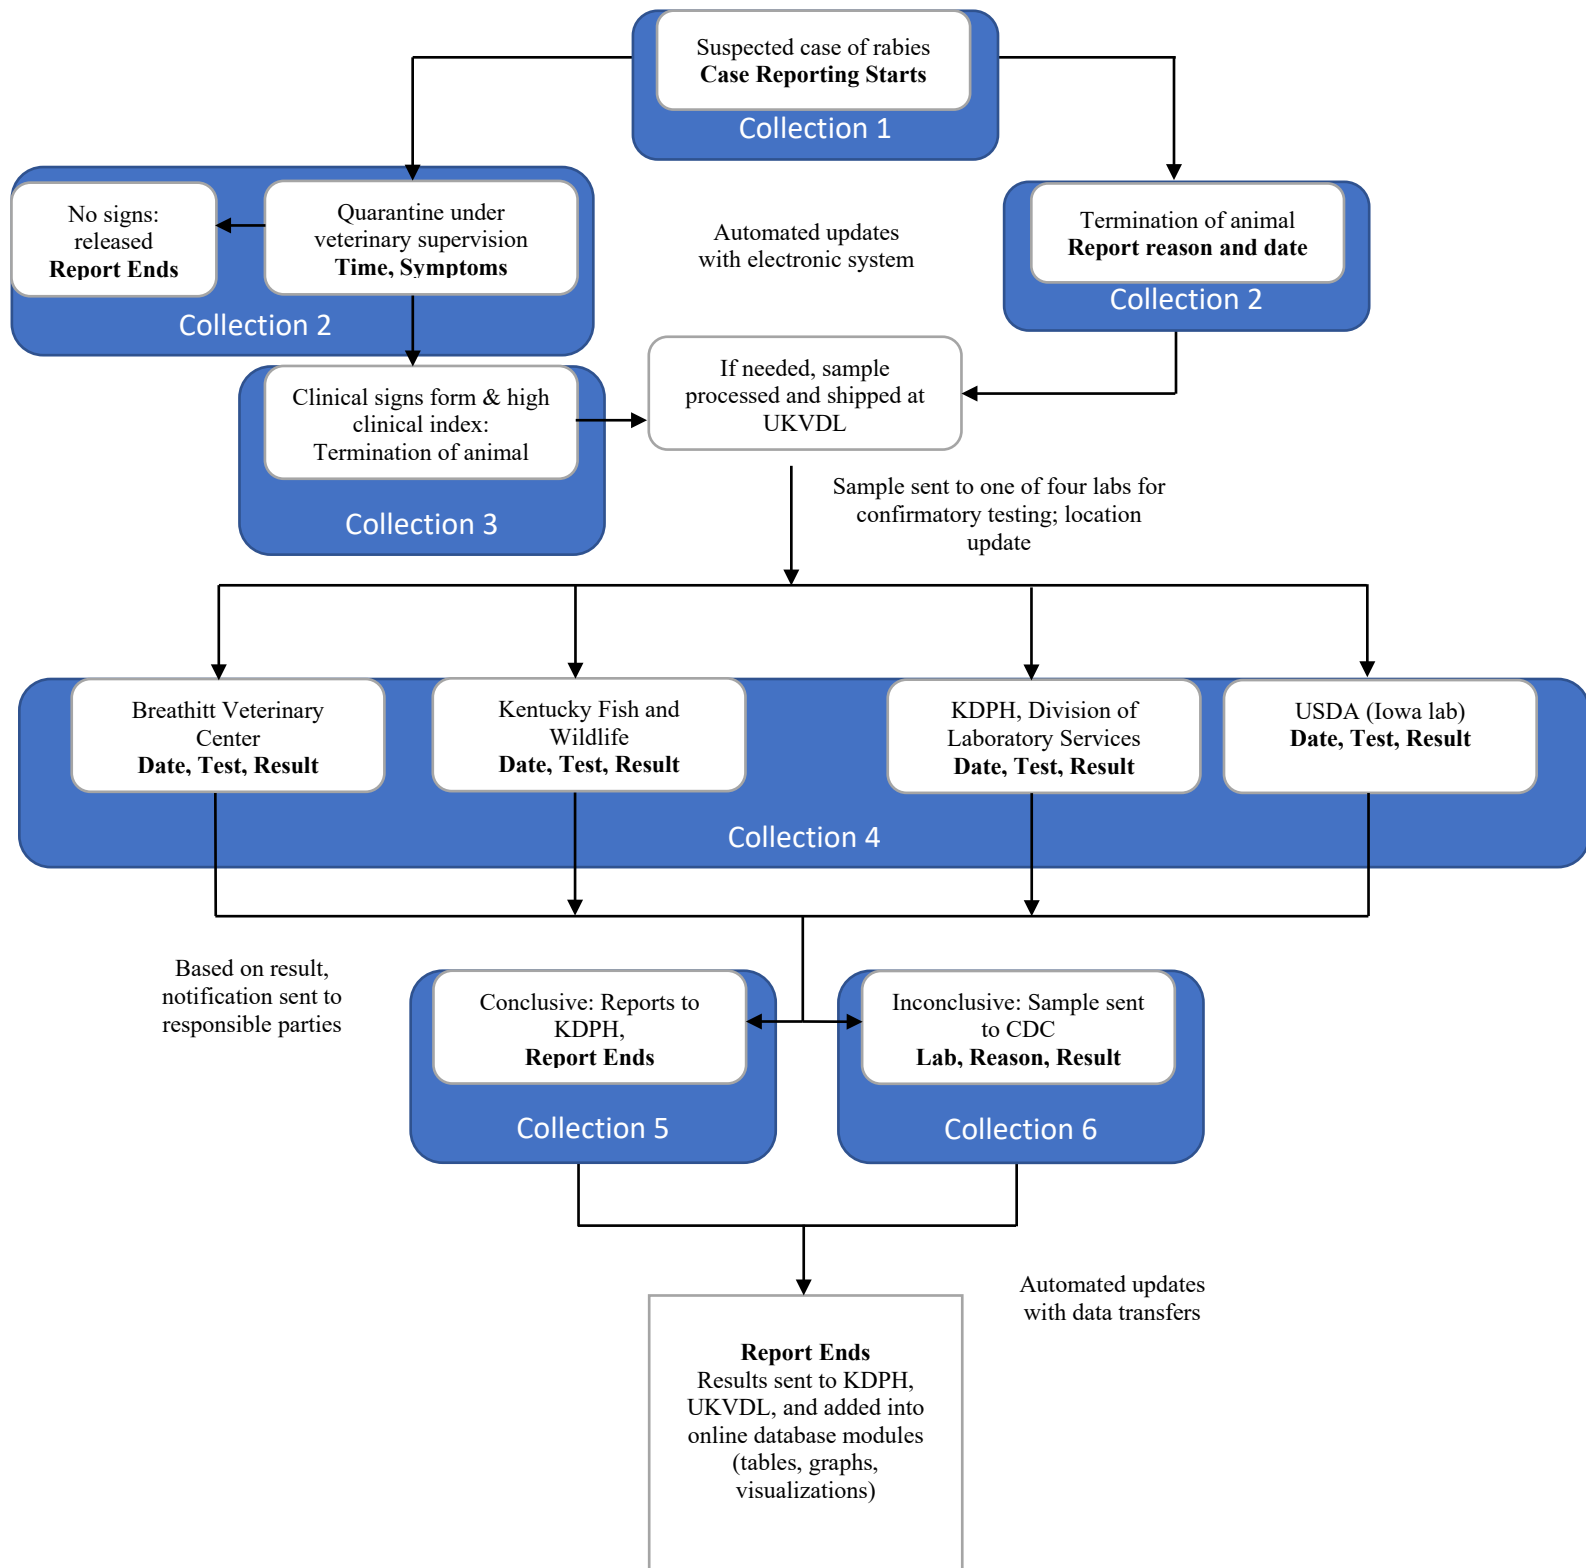 Suspected case of rabies
Case Reporting Starts
Collection 1
No signs:
released
Report Ends
Quarantine under
veterinary supervision
Time, Symptoms
Collection 2
Automated updates
with electronic system
Termination of animal
Report reason and date
Collection 2
Clinical signs form & high
clinical index:
Termination of animal
Collection 3
If needed, sample
processed and shipped at
UKVDL
Sample sent to one of four labs for
confirmatory testing; location
update
Breathitt Veterinary
Center
Date, Test, Result
Kentucky Fish and
Wildlife
Date, Test, Result
KDPH, Division of
Laboratory Services
Date, Test, Result
USDA (Iowa lab)
Date, Test, Result
Collection 4
Based on result,
notification sent to
responsible parties
Conclusive: Reports to
KDPH,
Report Ends
Collection 5
Inconclusive: Sample sent
to CDC
Lab, Reason, Result
Collection 6
Automated updates
with data transfers
Report Ends
Results sent to KDPH,
UKVDL, and added into
online database modules
(tables, graphs,
visualizations)